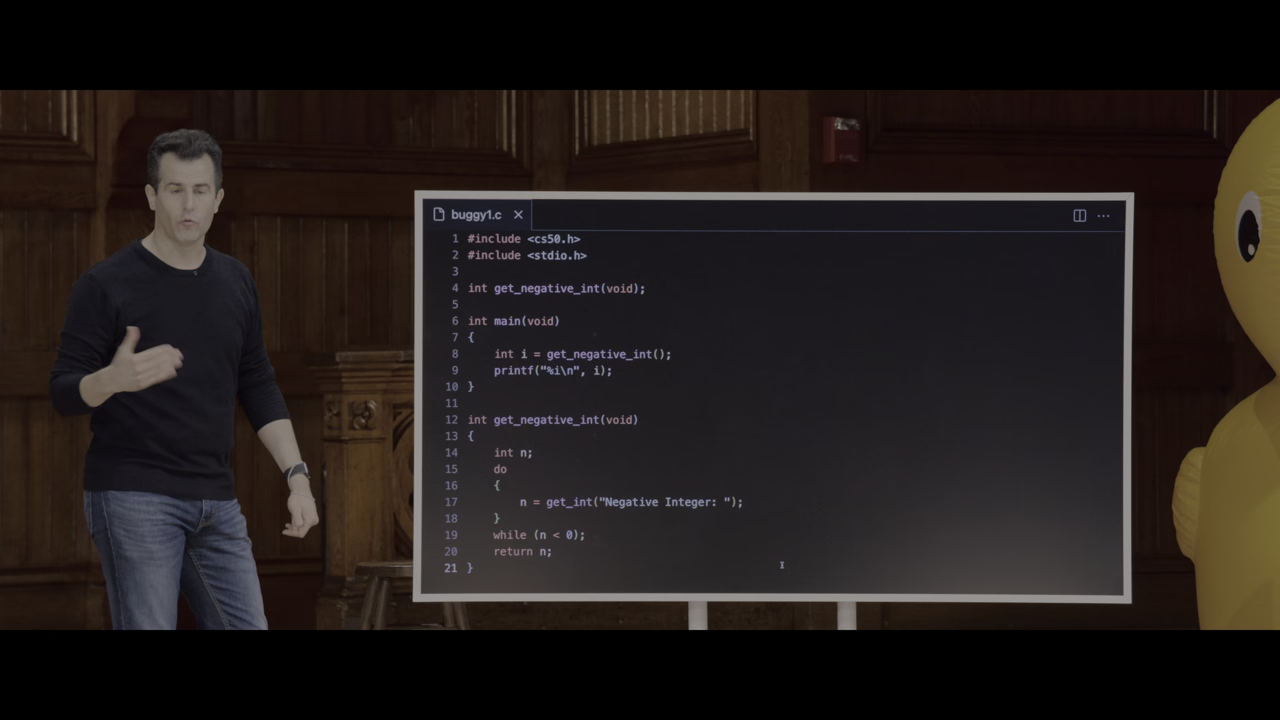 buggy1.c
1 #include <cs50.h>
2 #include <stdio.h>
3
4 int get_negative_int(void);
5
6 int main(void)
7 {
8     int i = get_negative_int();
9     printf("%i\n", i);
10 }
11
12 int get_negative_int(void)
13 {
14     int n;
15     do
16     {
17         n = get_int("Negative Integer: ");
18     }
19     while (n < 0);
20     return n;
21 }